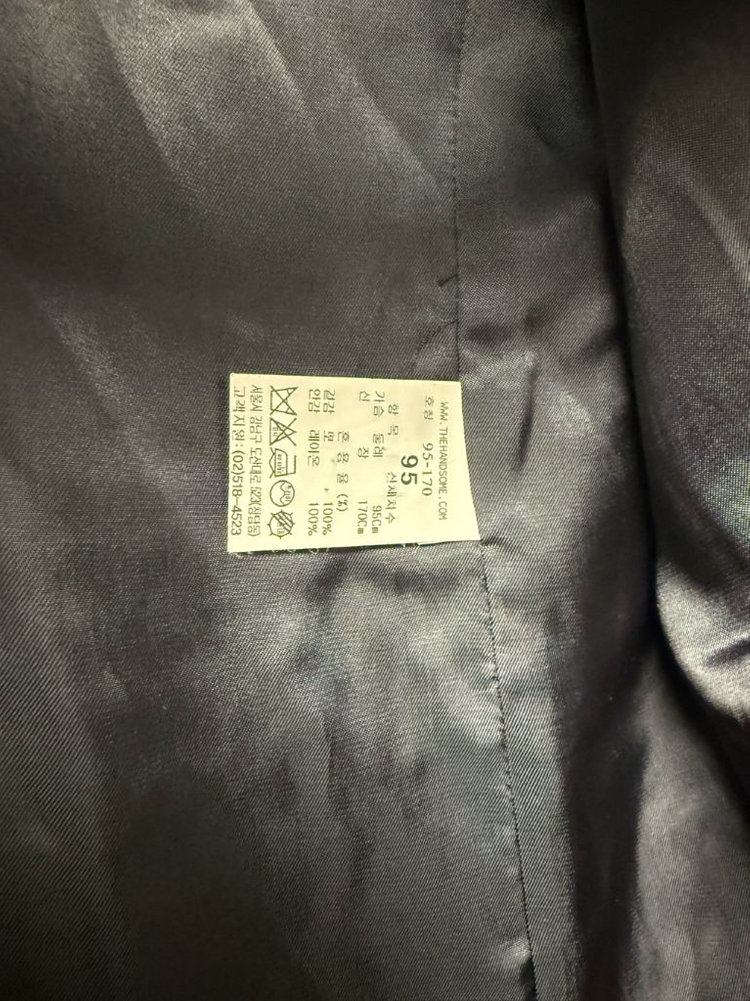 WWW.THEHANDSOME.COM
호칭 95-170
95
항 목 신체치수
가슴 둘레 95Cm
신 장 170Cm
혼 용 율 (%)
겉감 모 100%
안감 레이온 100%
서울시 강남구 도산대로
고객지원 : (02)518-4523